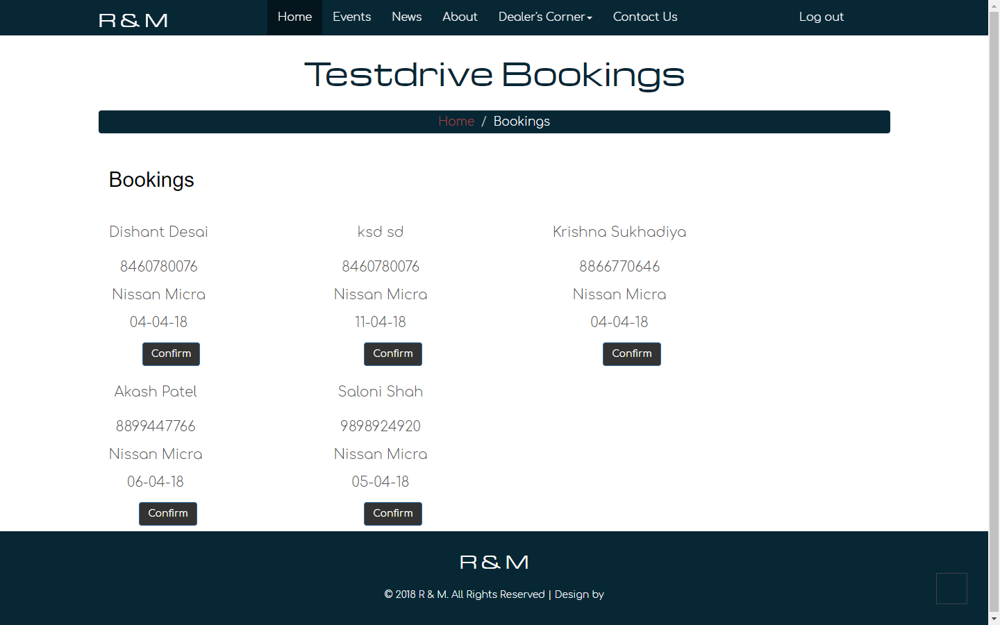 R & M
Home
Events
News
About
Dealer's Corner
Contact Us
Log out
Testdrive Bookings
Home / Bookings
Bookings
Dishant Desai
8460780076
Nissan Micra
04-04-18
Confirm
ksd sd
8460780076
Nissan Micra
11-04-18
Confirm
Krishna Sukhadiya
8866770646
Nissan Micra
04-04-18
Confirm
Akash Patel
8899447766
Nissan Micra
06-04-18
Confirm
Saloni Shah
9898924920
Nissan Micra
05-04-18
Confirm
R & M
© 2018 R & M. All Rights Reserved | Design by